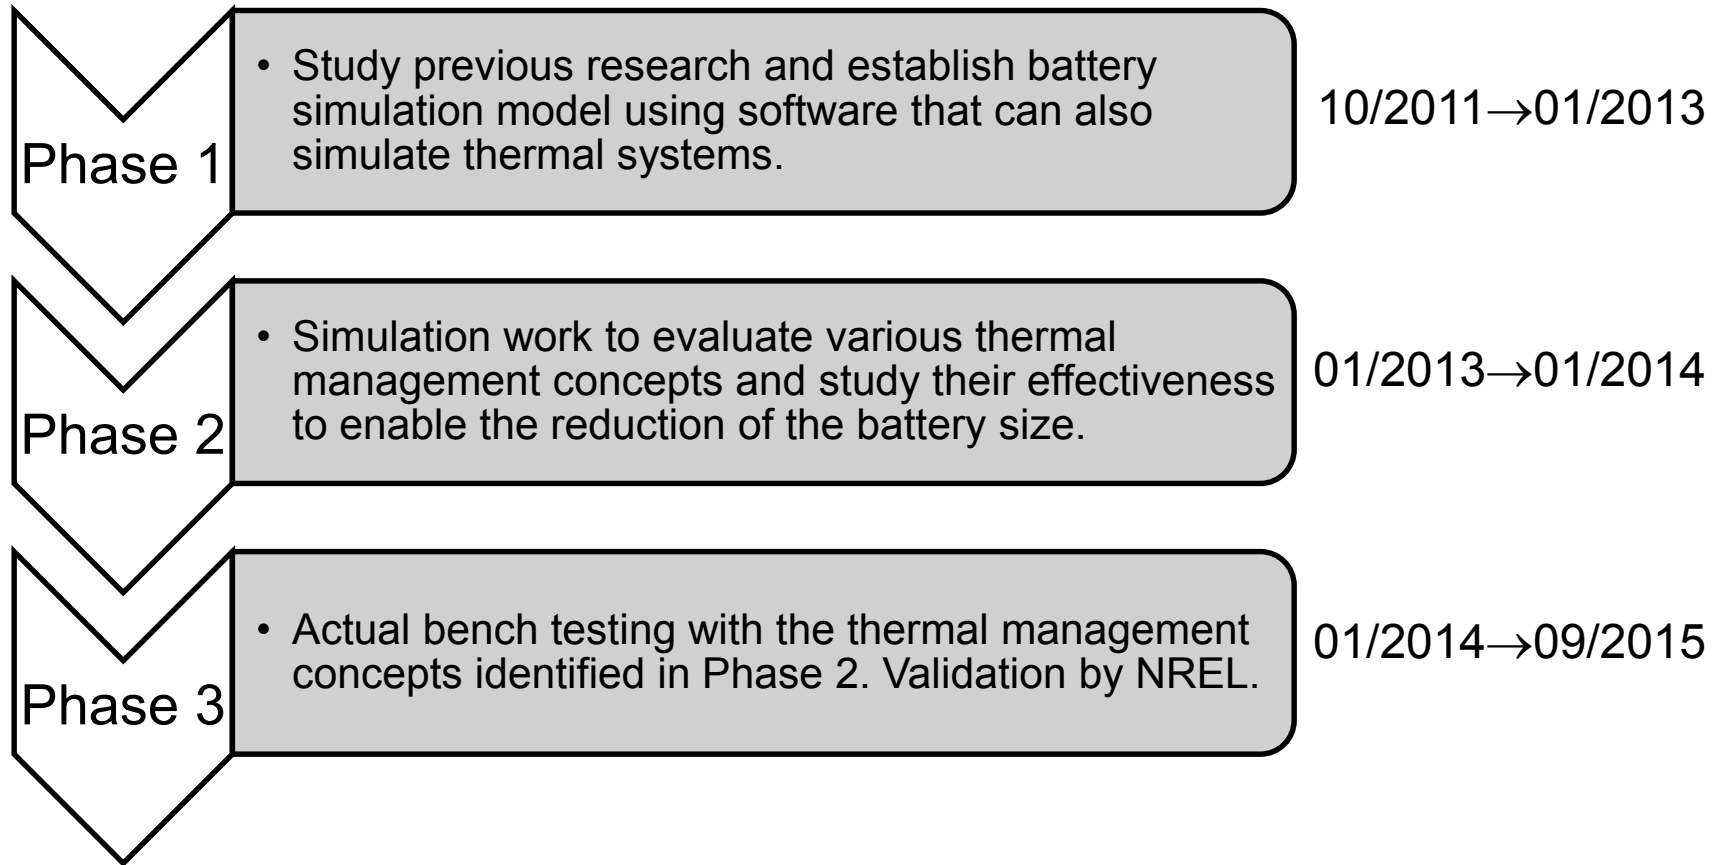 Phase 1
• Study previous research and establish battery
simulation model using software that can also
simulate thermal systems.
10/2011→01/2013
Phase 2
• Simulation work to evaluate various thermal
management concepts and study their effectiveness
to enable the reduction of the battery size.
01/2013→01/2014
Phase 3
• Actual bench testing with the thermal management
concepts identified in Phase 2. Validation by NREL.
01/2014→09/2015